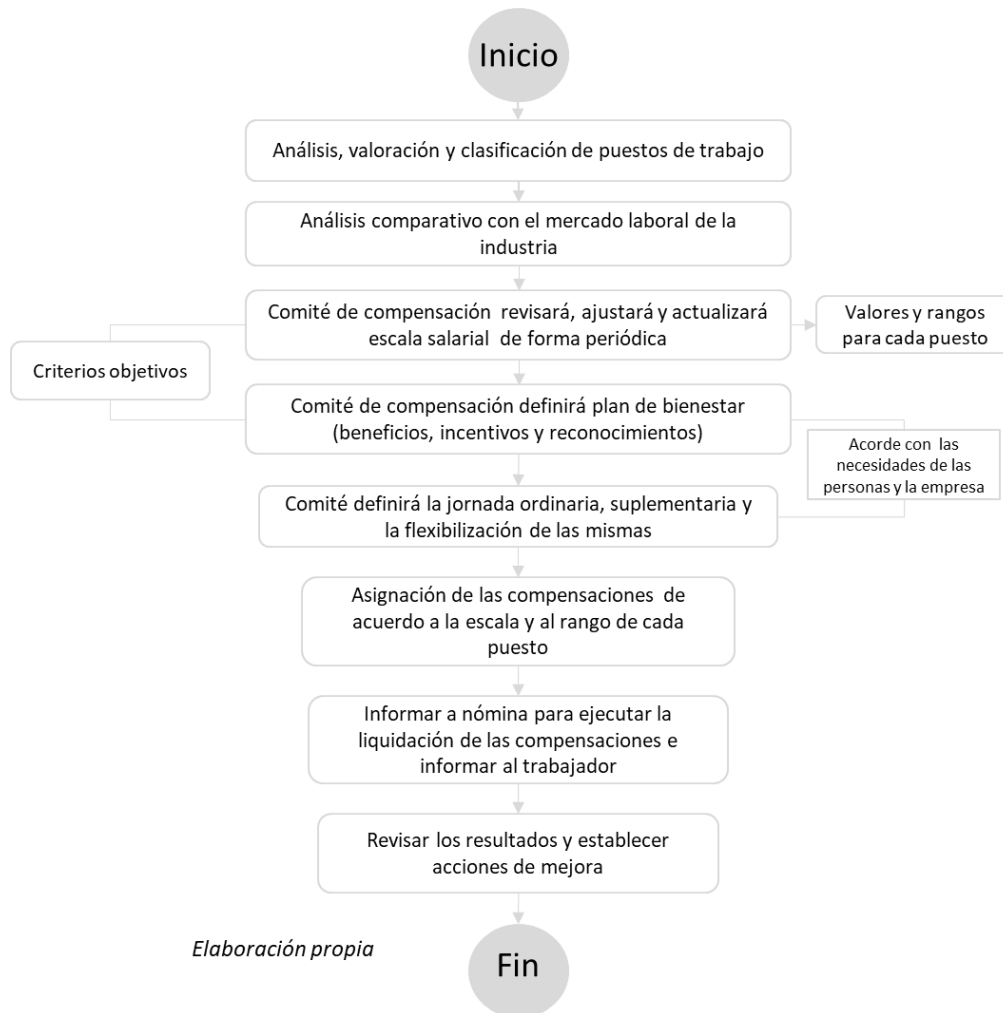 Inicio
Análisis, valoración y clasificación de puestos de trabajo
Análisis comparativo con el mercado laboral de la
industria
Comité de compensación revisará, ajustará y actualizará
escala salarial de forma periódica
Valores y rangos
para cada puesto
Criterios objetivos
Comité de compensación definirá plan de bienestar
(beneficios, incentivos y reconocimientos)
Acorde con las
necesidades de las
personas y la empresa
Comité definirá la jornada ordinaria, suplementaria y
la flexibilización de las mismas
Asignación de las compensaciones de
acuerdo a la escala y al rango de cada
puesto
Informar a nómina para ejecutar la
liquidación de las compensaciones e
informar al trabajador
Revisar los resultados y establecer
acciones de mejora
Elaboración propia
Fin